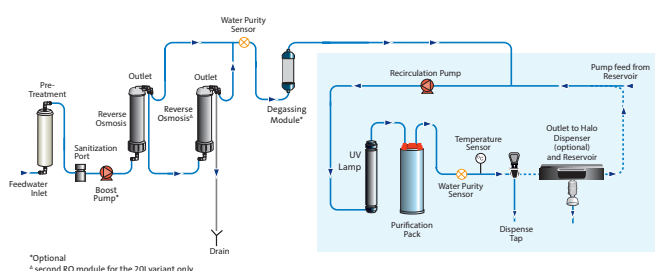 Water Purity
Sensor
Pump feed from
Reservoir
Pre-
Treatment
Outlet
Outlet
Recirculation Pump
Reverse
Osmosis
Reverse
OsmosisΔ
Degassing
Module*
Sanitization
Port
Temperature
Sensor
Outlet to Halo
Dispenser
(optional)
and Reservoir
UV
Lamp
Feedwater
Inlet
Boost
Pump*
Water Purity
Sensor
Purification
Pack
Dispense
Tap
Drain
*Optional
Δ second RO module for the 20L variant only